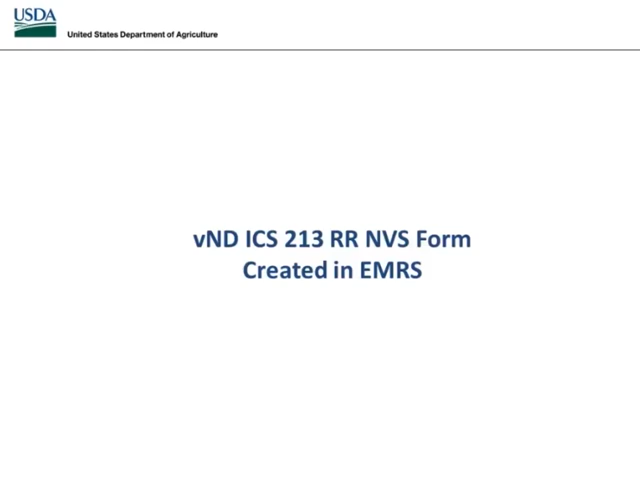 USDA
United States Department of Agriculture
vND ICS 213 RR NVS Form
Created in EMRS